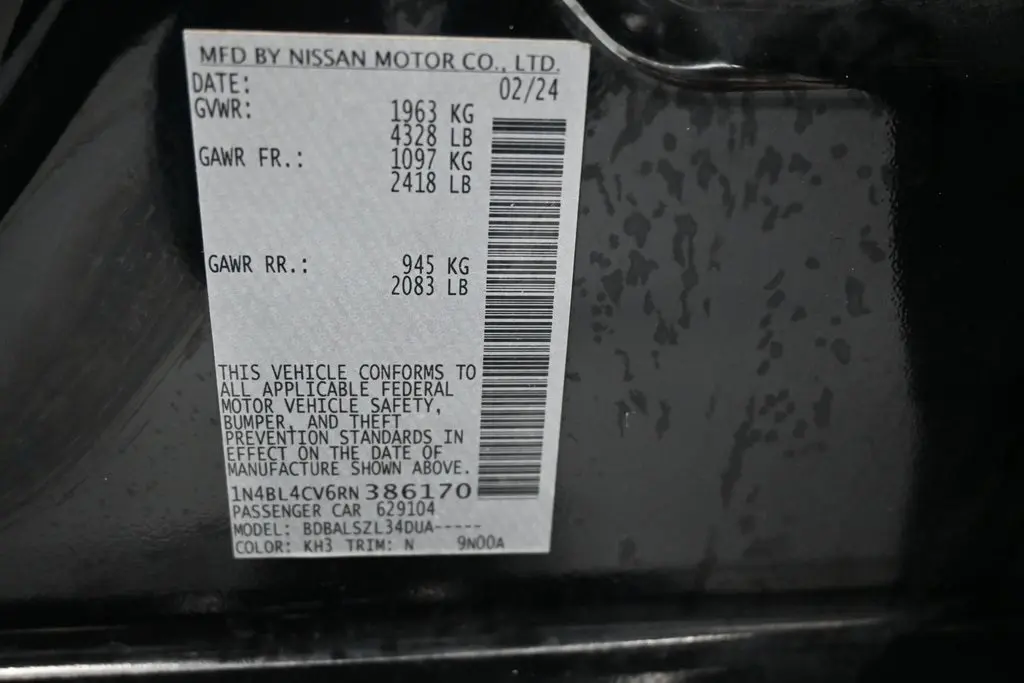 MFD BY NISSAN MOTOR CO., LTD.
DATE: 02/24
GVWR: 1963 KG
4328 LB
GAWR FR.: 1097 KG
2418 LB
GAWR RR.: 945 KG
2083 LB
THIS VEHICLE CONFORMS TO
ALL APPLICABLE FEDERAL
MOTOR VEHICLE SAFETY,
BUMPER, AND THEFT
PREVENTION STANDARDS IN
EFFECT ON THE DATE OF
MANUFACTURE SHOWN ABOVE.
1N4BL4CV6RN 386170
PASSENGER CAR 629104
MODEL: BDBALSZL34DUA-----
COLOR: KH3 TRIM: N 9N00A